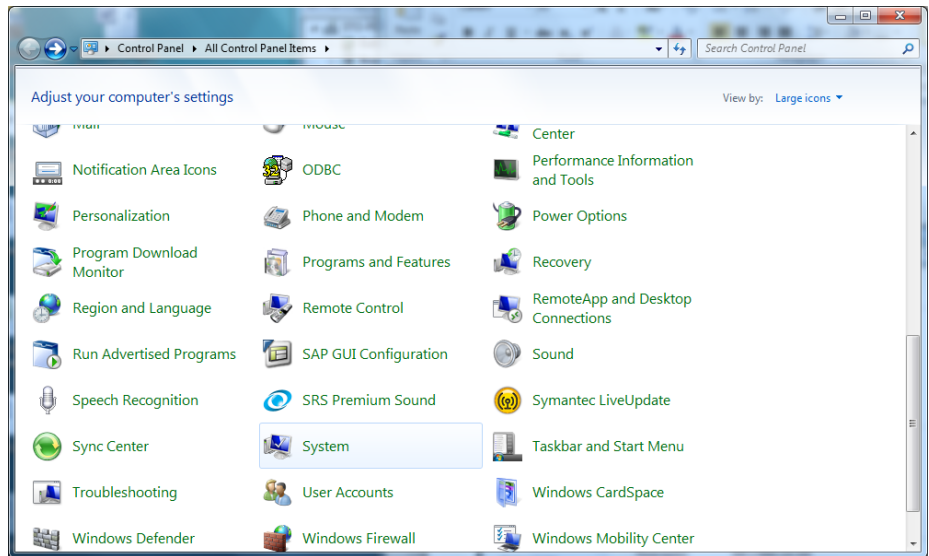 Control Panel ▸ All Control Panel Items ▸
Search Control Panel
Adjust your computer's settings
View by: Large icons
Mail
Mouse
Center
Notification Area Icons
ODBC
Performance Information
and Tools
Personalization
Phone and Modem
Power Options
Program Download
Monitor
Programs and Features
Recovery
Region and Language
Remote Control
RemoteApp and Desktop
Connections
Run Advertised Programs
SAP GUI Configuration
Sound
Speech Recognition
SRS Premium Sound
Symantec LiveUpdate
Sync Center
System
Taskbar and Start Menu
Troubleshooting
User Accounts
Windows CardSpace
Windows Defender
Windows Firewall
Windows Mobility Center